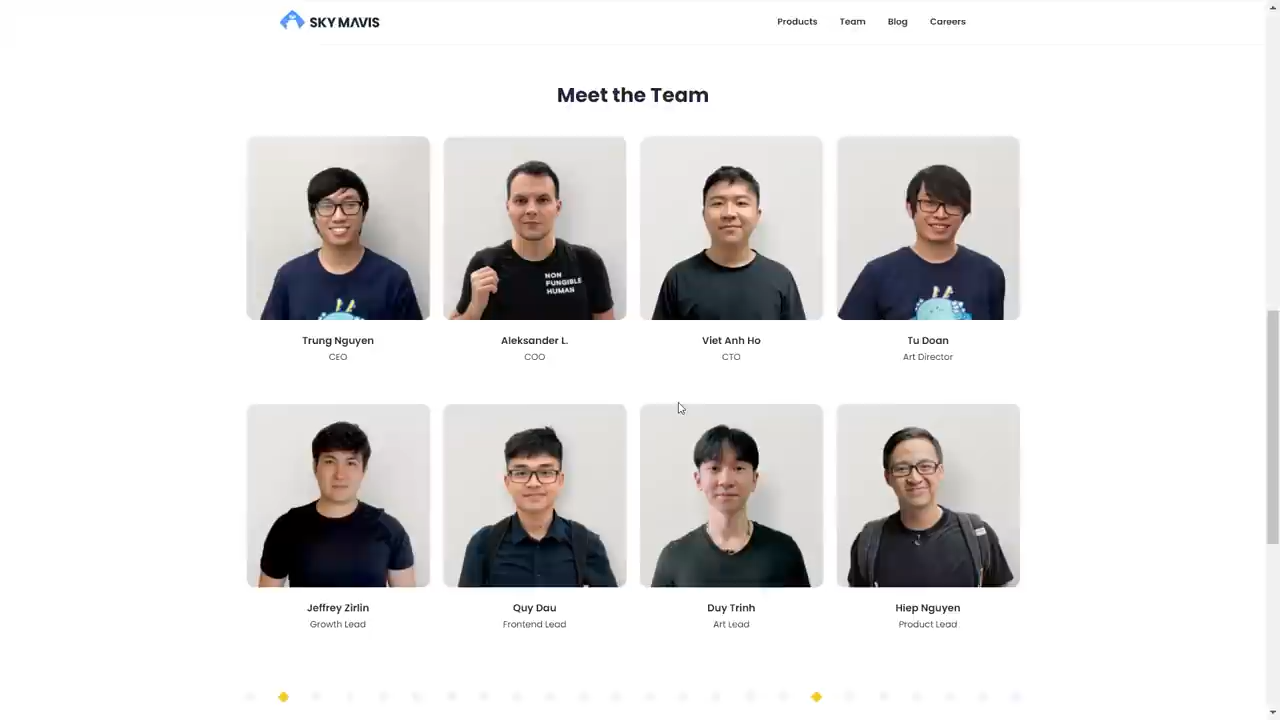 SKY MAVIS
Products
Team
Blog
Careers
Meet the Team
NON
FUNGIBLE
HUMAN
Trung Nguyen
CEO
Aleksander L.
COO
Viet Anh Ho
CTO
Tu Doan
Art Director
Jeffrey Zirlin
Growth Lead
Quy Dau
Frontend Lead
Duy Trinh
Art Lead
Hiep Nguyen
Product Lead